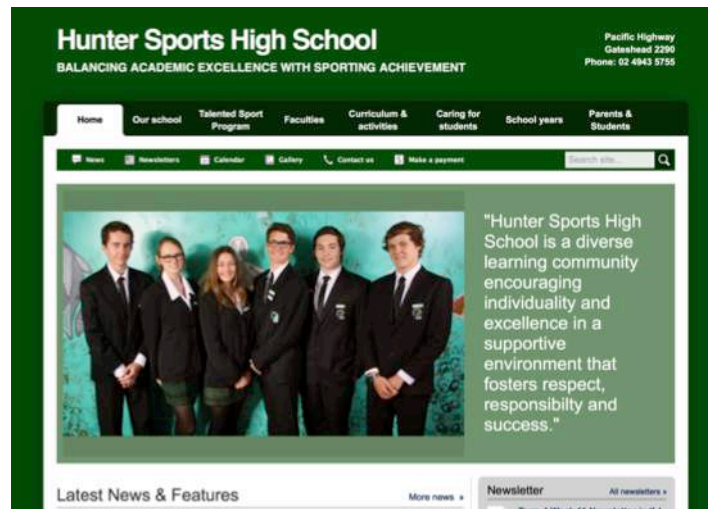 Hunter Sports High School
BALANCING ACADEMIC EXCELLENCE WITH SPORTING ACHIEVEMENT
Pacific Highway
Gateshead 2290
Phone: 02 4943 5755
Home
Our school
Talented Sport
Program
Faculties
Curriculum &
activities
Caring for
students
School years
Parents &
Students
News
Newsletters
Calendar
Gallery
Contact us
Make a payment
Search site...
"Hunter Sports High
School is a diverse
learning community
encouraging
individuality and
excellence in a
supportive
environment that
fosters respect,
responsibilty and
success."
Latest News & Features
More news »
Newsletter
All newsletters »